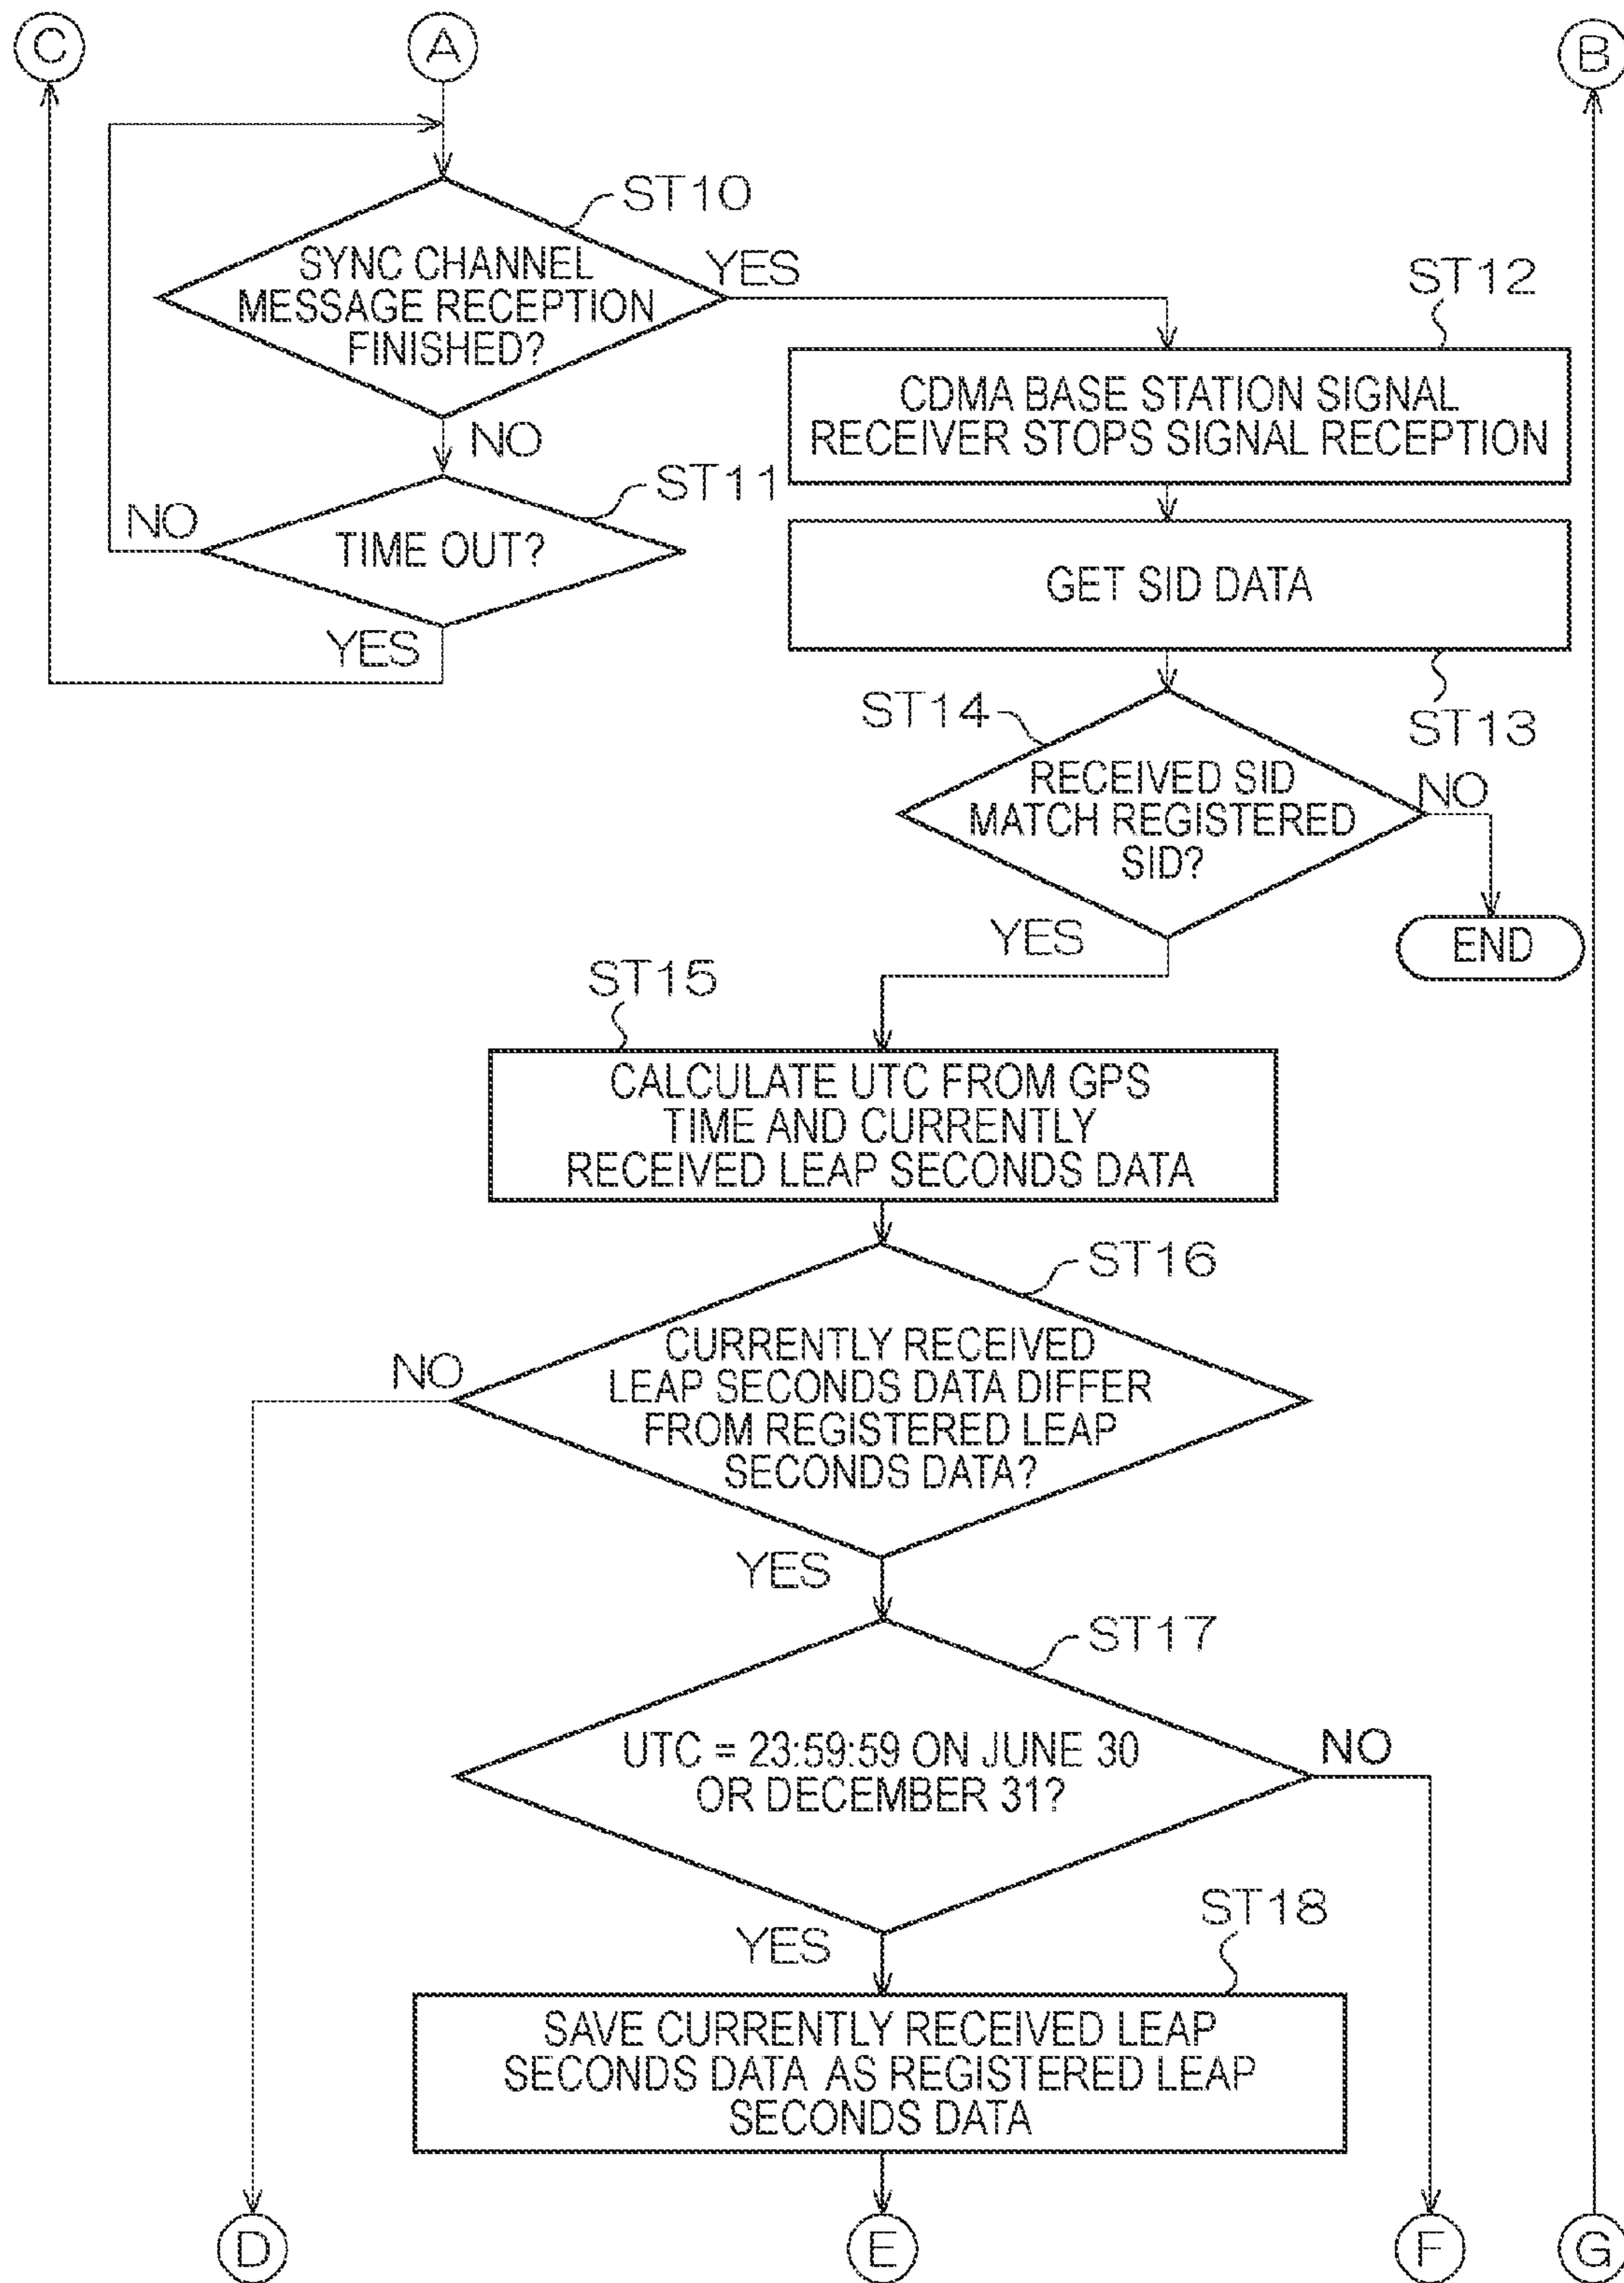 C
A
B
ST10
SYNC CHANNEL
MESSAGE RECEPTION
FINISHED?
YES
NO
ST12
CDMA BASE STATION SIGNAL
RECEIVER STOPS SIGNAL RECEPTION
ST11
TIME OUT?
NO
YES
GET SID DATA
ST13
ST14
RECEIVED SID
MATCH REGISTERED
SID?
NO
END
YES
ST15
CALCULATE UTC FROM GPS
TIME AND CURRENTLY
RECEIVED LEAP SECONDS DATA
ST16
CURRENTLY RECEIVED
LEAP SECONDS DATA DIFFER
FROM REGISTERED LEAP
SECONDS DATA?
NO
YES
ST17
UTC = 23:59:59 ON JUNE 30
OR DECEMBER 31?
NO
YES
ST18
SAVE CURRENTLY RECEIVED LEAP
SECONDS DATA AS REGISTERED LEAP
SECONDS DATA
D
E
F
G